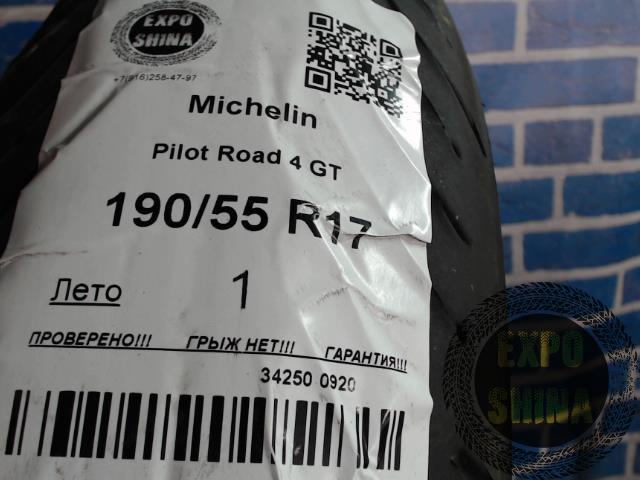 EXPO
SHINA
+7(916)258-47-97
Michelin
Pilot Road 4 GT
190/55 R17
Лето 1
ПРОВЕРЕНО!!! ГРЫЖ НЕТ!!! ГАРАНТИЯ!!!
34250 0920
EXPO
SHINA